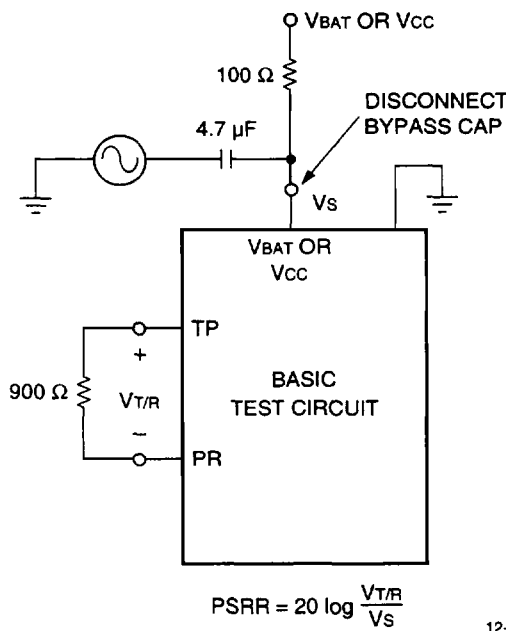 VBAT OR VCC
100 Ω
4.7 µF
DISCONNECT
BYPASS CAP
VS
VBAT OR
VCC
TP
+
900 Ω
VT/R
BASIC
TEST CIRCUIT
–
PR
PSRR = 20 log VT/R
VS
12-